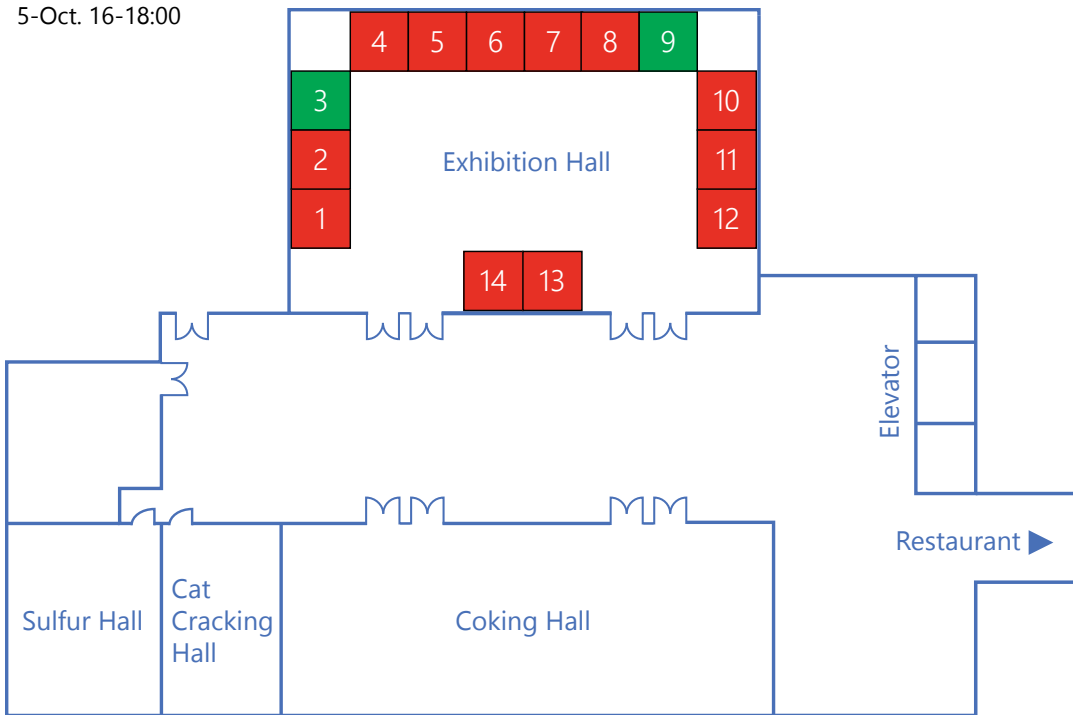 5-Oct. 16-18:00
4 5 6 7 8 9
3
10
2
Exhibition Hall
11
1
12
14 13
Elevator
Restaurant ▶
Sulfur Hall
Cat
Cracking
Hall
Coking Hall